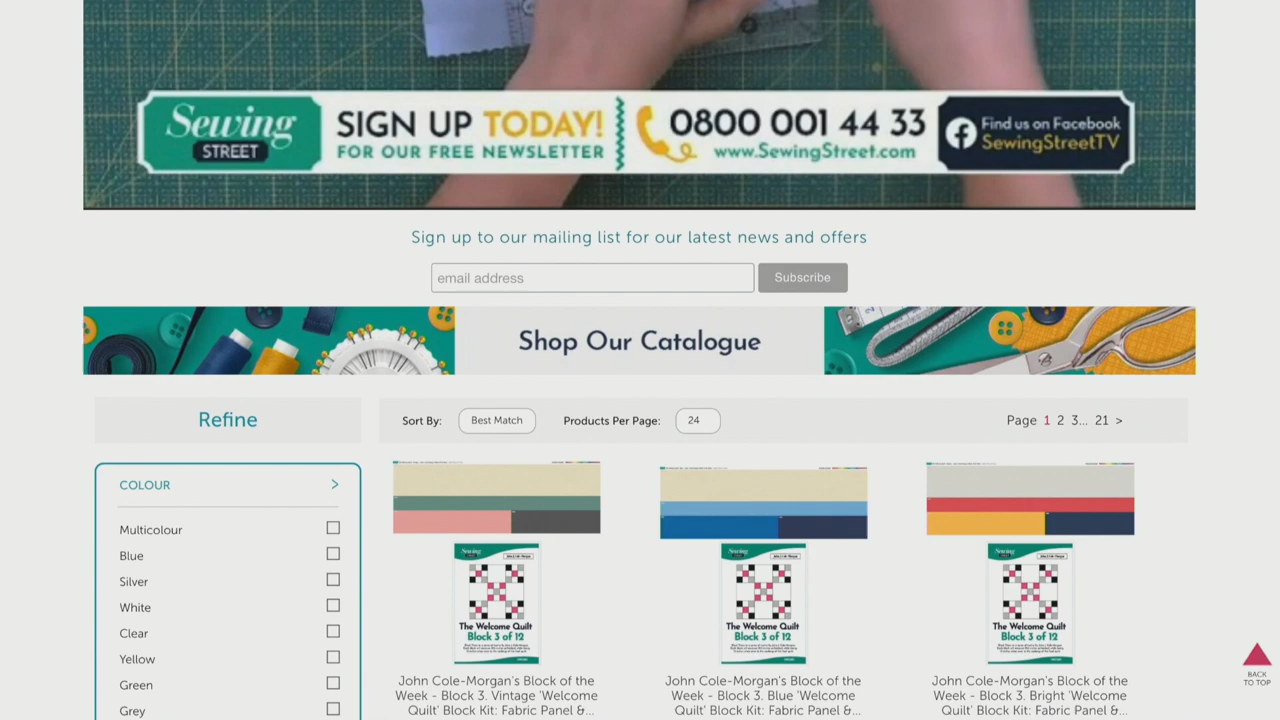 Sewing
STREET
SIGN UP TODAY!
FOR OUR FREE NEWSLETTER
0800 001 44 33
www.SewingStreet.com
Find us on Facebook
SewingStreetTV
Sign up to our mailing list for our latest news and offers
email address
Subscribe
Shop Our Catalogue
Refine
Sort By:
Best Match
Products Per Page:
24
Page 1 2 3... 21 >
COLOUR >
Multicolour
Blue
Silver
White
Clear
Yellow
Green
Grey
Sewing
The Welcome Quilt
Block 3 of 12
Sewing
The Welcome Quilt
Block 3 of 12
Sewing
The Welcome Quilt
Block 3 of 12
John Cole-Morgan's Block of the
Week - Block 3. Vintage 'Welcome
Quilt' Block Kit: Fabric Panel &...
John Cole-Morgan's Block of the
Week - Block 3. Blue 'Welcome
Quilt' Block Kit: Fabric Panel &...
John Cole-Morgan's Block of the
Week - Block 3. Bright 'Welcome
Quilt' Block Kit: Fabric Panel &...
BACK
TO TOP